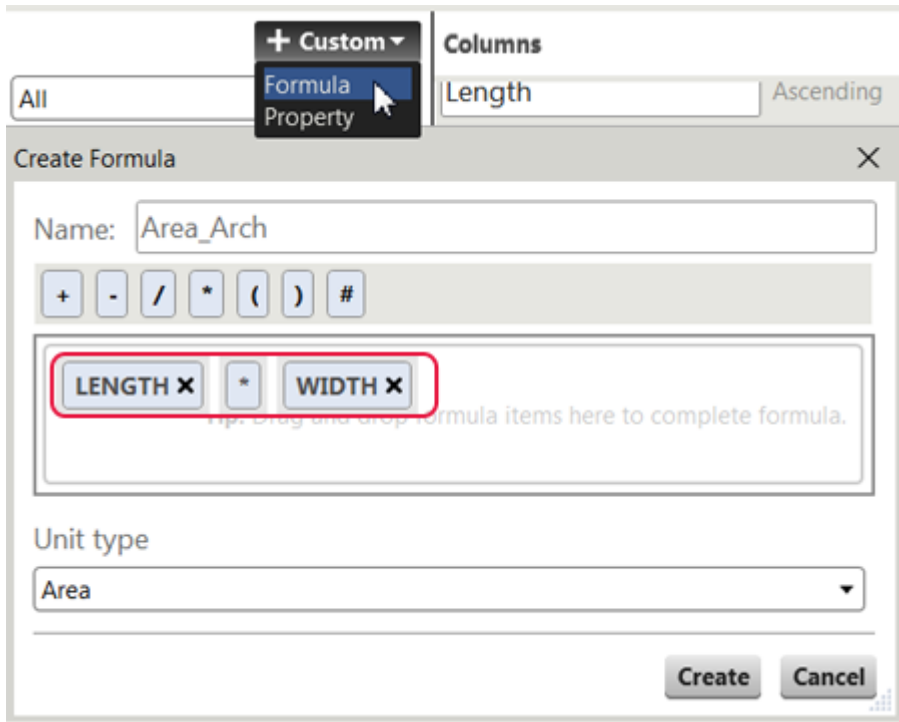 + Custom
Columns
All
Formula
Property
Length
Ascending
Create Formula
Name: Area_Arch
+ - / * ( ) #
LENGTH × * WIDTH ×
Tip: Drag and drop formula items here to complete formula.
Unit type
Area
Create Cancel